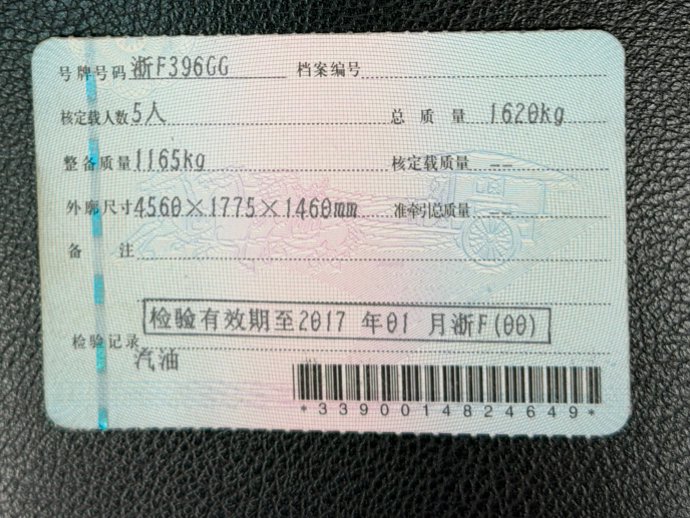 号牌号码 浙F396GG 档案编号
核定载人数 5人 总质量 1620kg
整备质量 1165kg 核定载质量 --
外廓尺寸 4560×1775×1460mm 准牵引总质量 --
备注
检验有效期至2017年01月浙F(00)
检验记录
汽油
*3390014824649*